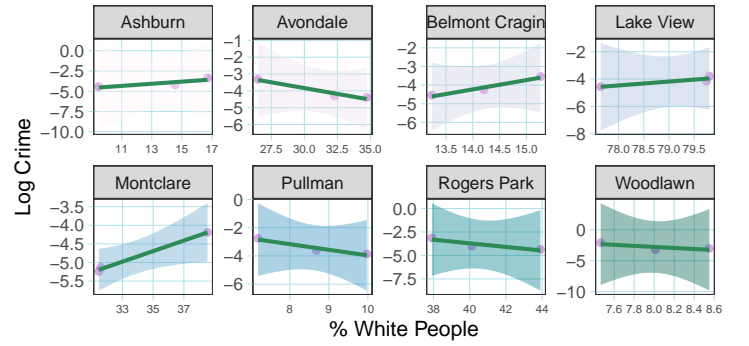 Ashburn Avondale Belmont Cragin Lake View
0.0 −2.5 −5.0 −7.5 −10.0
−1 −2 −3 −4 −5 −6
−2 −3 −4 −5 −6
−2 −4 −6 −8
11 13 15 17
27.5 30.0 32.5 35.0
13.5 14.0 14.5 15.0
78.0 78.5 79.0 79.5
Log Crime
Montclare Pullman Rogers Park Woodlawn
−3.5 −4.0 −4.5 −5.0 −5.5
0 −2 −4 −6
0.0 −2.5 −5.0 −7.5
0 −5 −10
33 35 37
8 9 10
38 40 42 44
7.6 7.8 8.0 8.2 8.4 8.6
% White People